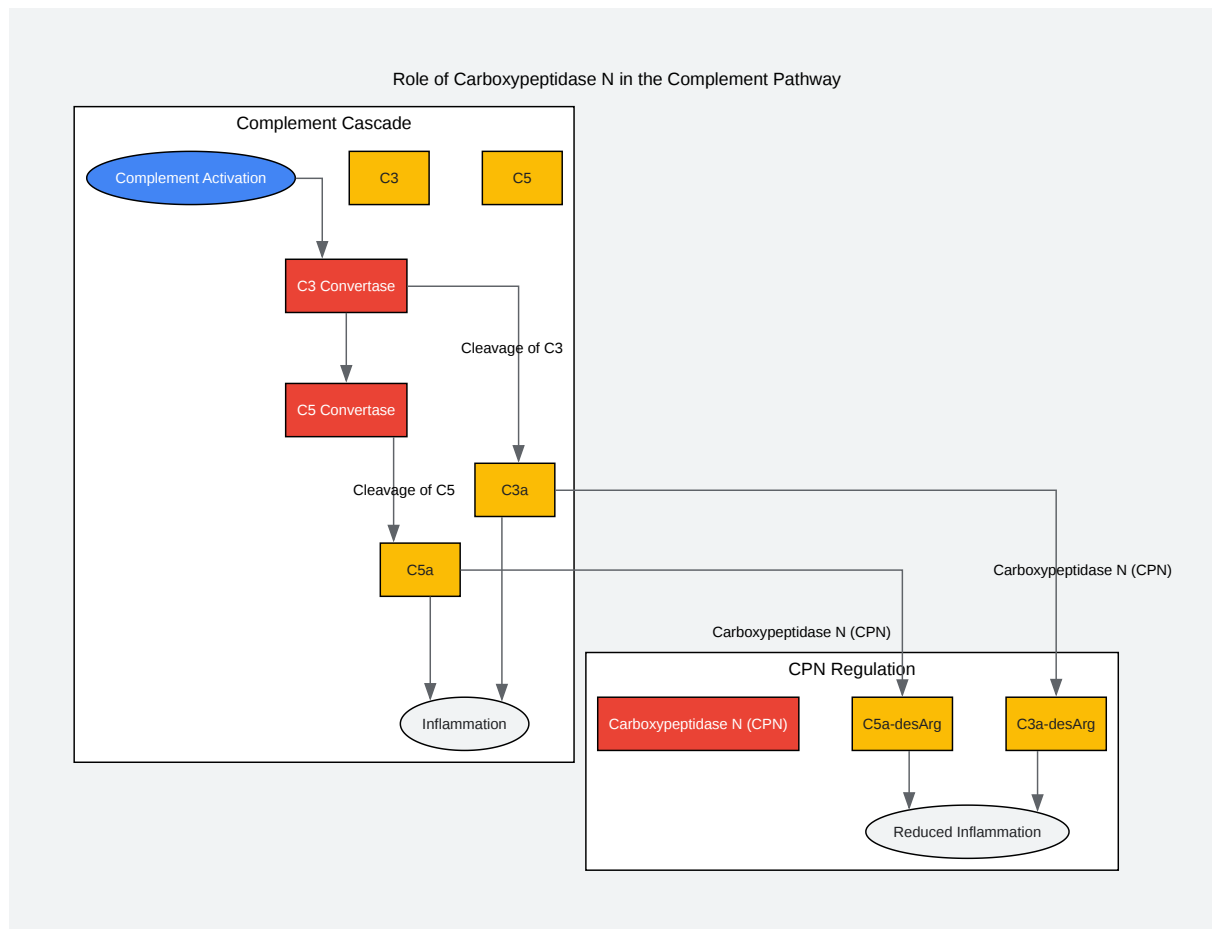 Role of Carboxypeptidase N in the Complement Pathway
Complement Cascade
Complement Activation
C3
C5
C3 Convertase
Cleavage of C3
C5 Convertase
Cleavage of C5
C3a
C5a
Carboxypeptidase N (CPN)
Carboxypeptidase N (CPN)
CPN Regulation
Inflammation
Carboxypeptidase N (CPN)
C5a-desArg
C3a-desArg
Reduced Inflammation